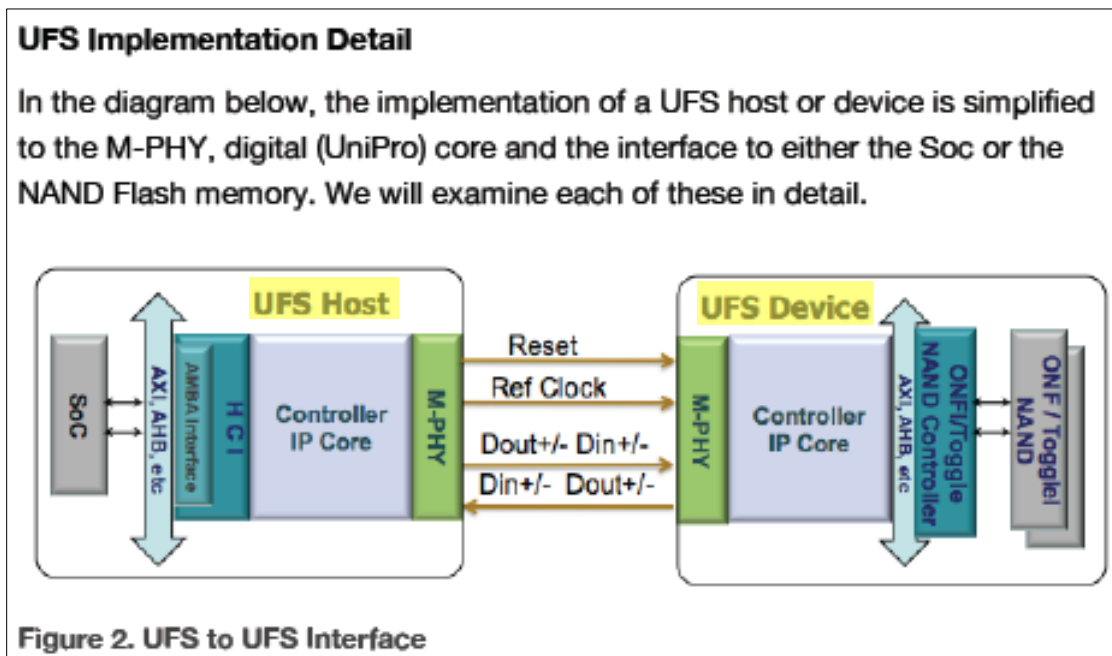 UFS Implementation Detail
In the diagram below, the implementation of a UFS host or device is simplified
to the M-PHY, digital (UniPro) core and the interface to either the Soc or the
NAND Flash memory. We will examine each of these in detail.
UFS Host
SoC
AXI, AHB, etc
AMBA Interface
HCI
Controller
IP Core
M-PHY
Reset
Ref Clock
Dout+/- Din+/-
Din+/- Dout+/-
UFS Device
M-PHY
Controller
IP Core
AXI, AHB, etc
ONFI/Toggle
NAND Controller
ONF / Togglel
NAND
Figure 2. UFS to UFS Interface